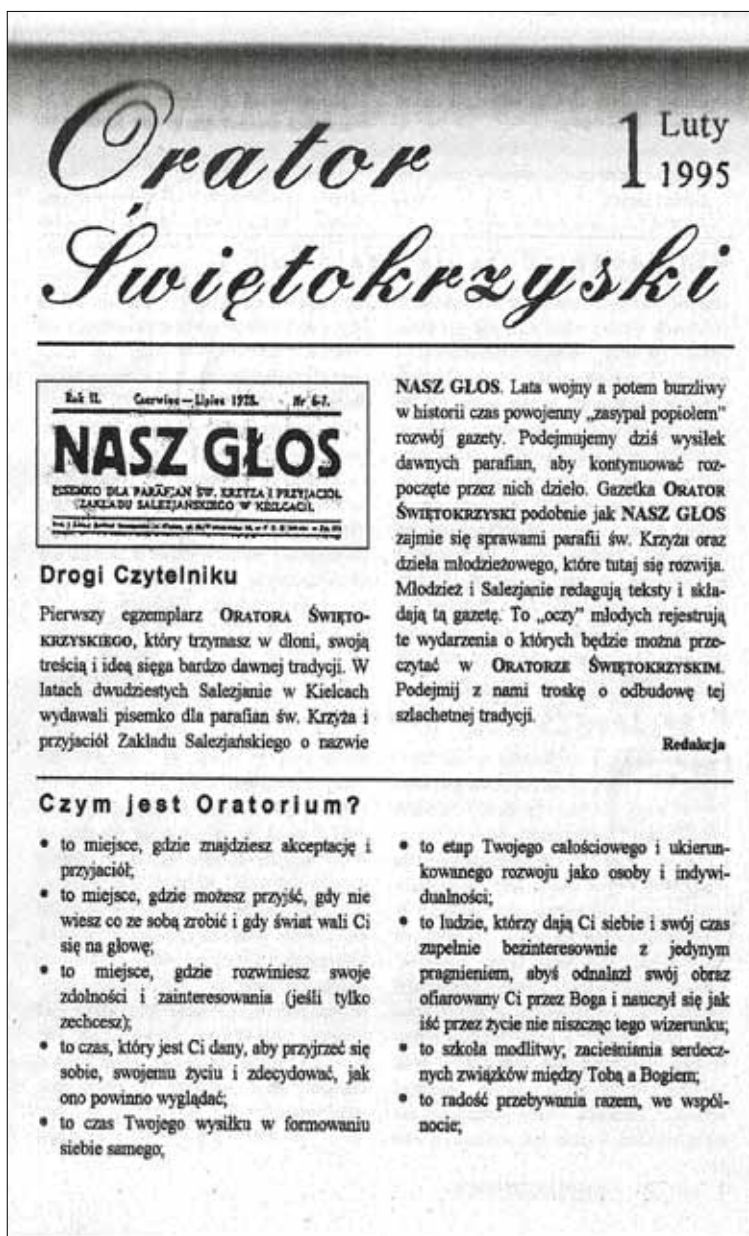 Orator
Świętokrzyski
1 Luty
1995
Rok II. Czerwiec—Lipiec 1928. Nr 6-7.
NASZ GŁOS
PISEMKO DLA PARAFJAN ŚW. KRZYŻA I PRZYJACIÓŁ
ZAKŁADU SALEZJAŃSKIEGO W KIELCACH.
Drogi Czytelniku
Pierwszy egzemplarz ORATORA ŚWIĘTO-
KRZYSKIEGO, który trzymasz w dłoni, swoją
treścią i ideą sięga bardzo dawnej tradycji. W
latach dwudziestych Salezjanie w Kielcach
wydawali pisemko dla parafian św. Krzyża i
przyjaciół Zakładu Salezjańskiego o nazwie
NASZ GŁOS. Lata wojny a potem burzliwy
w historii czas powojenny „zasypał popiołem”
rozwój gazety. Podejmujemy dziś wysiłek
dawnych parafian, aby kontynuować roz-
poczęte przez nich dzieło. Gazetka ORATOR
ŚWIĘTOKRZYSKI podobnie jak NASZ GŁOS
zajmie się sprawami parafii św. Krzyża oraz
dzieła młodzieżowego, które tutaj się rozwija.
Młodzież i Salezjanie redagują teksty i skła-
dają tą gazetę. To „oczy” młodych rejestrują
te wydarzenia o których będzie można prze-
czytać w ORATORZE ŚWIĘTOKRZYSKIM.
Podejmij z nami troskę o odbudowę tej
szlachetnej tradycji.
Redakcja
Czym jest Oratorium?
• to miejsce, gdzie znajdziesz akceptację i
przyjaciół;
• to miejsce, gdzie możesz przyjść, gdy nie
wiesz co ze sobą zrobić i gdy świat wali Ci
się na głowę;
• to miejsce, gdzie rozwiniesz swoje
zdolności i zainteresowania (jeśli tylko
zechcesz);
• to czas, który jest Ci dany, aby przyjrzeć się
sobie, swojemu życiu i zdecydować, jak
ono powinno wyglądać;
• to czas Twojego wysiłku w formowaniu
siebie samego;
• to etap Twojego całościowego i ukierun-
kowanego rozwoju jako osoby i indywi-
dualności;
• to ludzie, którzy dają Ci siebie i swój czas
zupełnie bezinteresownie z jedynym
pragnieniem, abyś odnalazł swój obraz
ofiarowany Ci przez Boga i nauczył się jak
iść przez życie nie niszcząc tego wizerunku;
• to szkoła modlitwy; zacieśniania serdecz-
nych związków między Tobą a Bogiem;
• to radość przebywania razem, we wspól-
nocie;